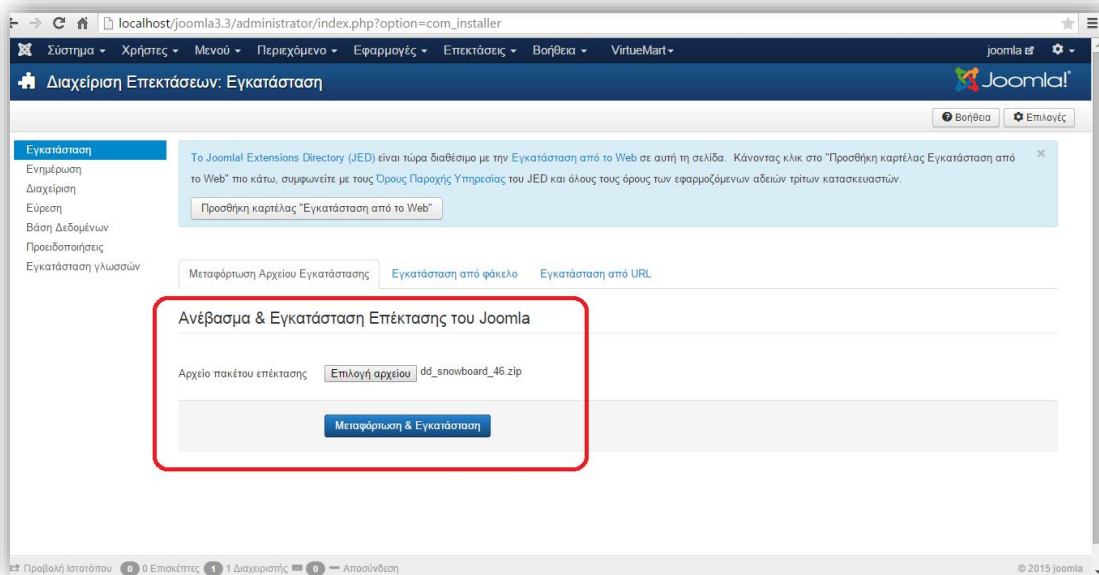 localhost/joomla3.3/administrator/index.php?option=com_installer
Σύστημα Χρήστες Μενού Περιεχόμενο Εφαρμογές Επεκτάσεις Βοήθεια VirtueMart joomla
Διαχείριση Επεκτάσεων: Εγκατάσταση Joomla!
Βοήθεια Επιλογές
Εγκατάσταση
Ενημέρωση
Διαχείριση
Εύρεση
Βάση Δεδομένων
Προειδοποιήσεις
Εγκατάσταση γλωσσών
Το Joomla! Extensions Directory (JED) είναι τώρα διαθέσιμο με την Εγκατάσταση από το Web σε αυτή τη σελίδα. Κάνοντας κλικ στο "Προσθήκη καρτέλας Εγκατάσταση από
το Web" πιο κάτω, συμφωνείτε με τους Όρους Παροχής Υπηρεσίας του JED και όλους τους όρους των εφαρμοζόμενων αδειών τρίτων κατασκευαστών.
Προσθήκη καρτέλας "Εγκατάσταση από το Web"
Μεταφόρτωση Αρχείου Εγκατάστασης Εγκατάσταση από φάκελο Εγκατάσταση από URL
Ανέβασμα & Εγκατάσταση Επέκτασης του Joomla
Αρχείο πακέτου επέκτασης Επιλογή αρχείου dd_snowboard_46.zip
Μεταφόρτωση & Εγκατάσταση
Προβολή Ιστοτόπου 0 0 Επισκέπτες 1 1 Διαχειριστής 0 Αποσύνδεση © 2015 joomla